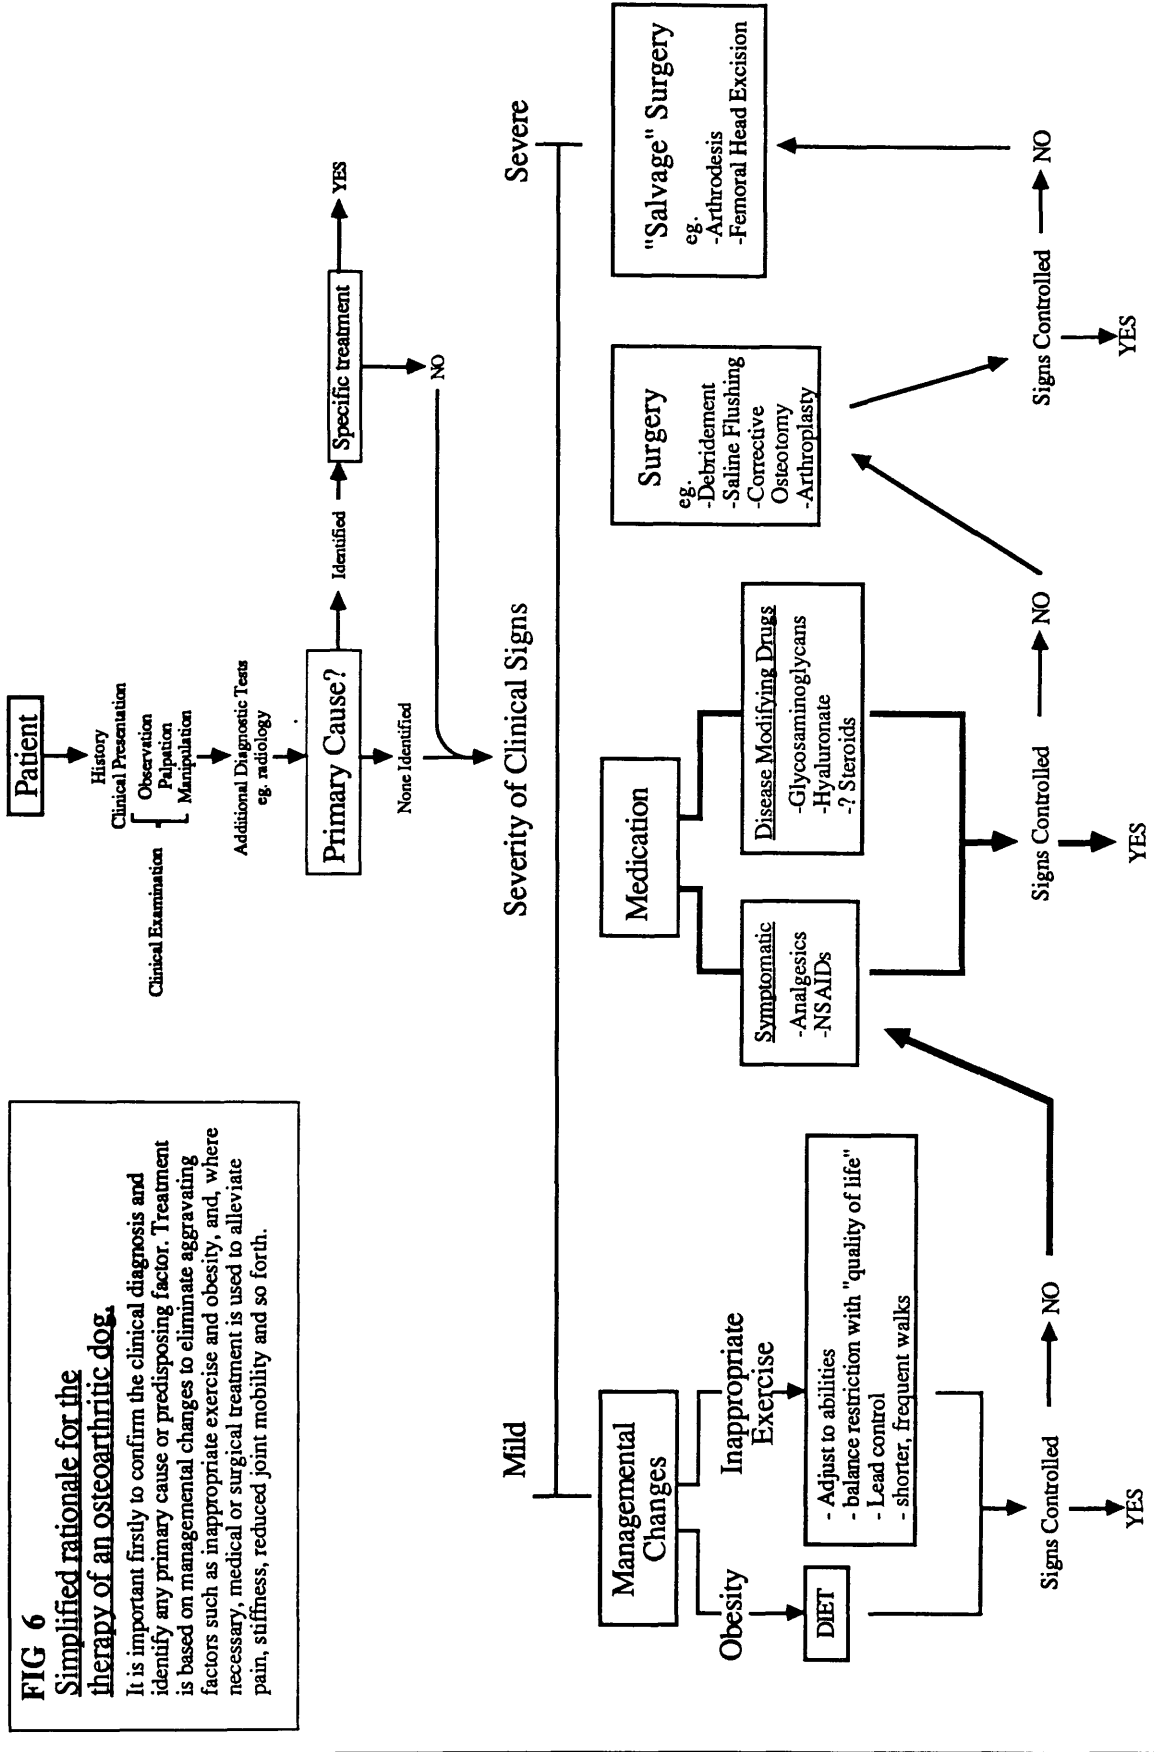 FIG 6
Simplified rationale for the
therapy of an osteoarthritic dog.
It is important firstly to confirm the clinical diagnosis and
identify any primary cause or predisposing factor. Treatment
is based on managemental changes to eliminate aggravating
factors such as inappropriate exercise and obesity, and, where
necessary, medical or surgical treatment is used to alleviate
pain, stiffness, reduced joint mobility and so forth.
Patient
History
Clinical Presentation
Clinical Examination
Observation
Palpation
Manipulation
Additional Diagnostic Tests
eg. radiology
Primary Cause?
Identified
Specific treatment
YES
NO
None Identified
Severity of Clinical Signs
Mild
Severe
Managemental
Changes
Obesity
DIET
Inappropriate
Exercise
- Adjust to abilities
- balance restriction with "quality of life"
- Lead control
- shorter, frequent walks
Signs Controlled
NO
YES
Medication
Symptomatic
-Analgesics
-NSAIDs
Disease Modifying Drugs
-Glycosaminoglycans
-Hyaluronate
-? Steroids
Signs Controlled
NO
YES
Surgery
eg.
-Debridement
-Saline Flushing
-Corrective
Osteotomy
-Arthroplasty
Signs Controlled
NO
YES
"Salvage" Surgery
eg.
-Arthrodesis
-Femoral Head Excision